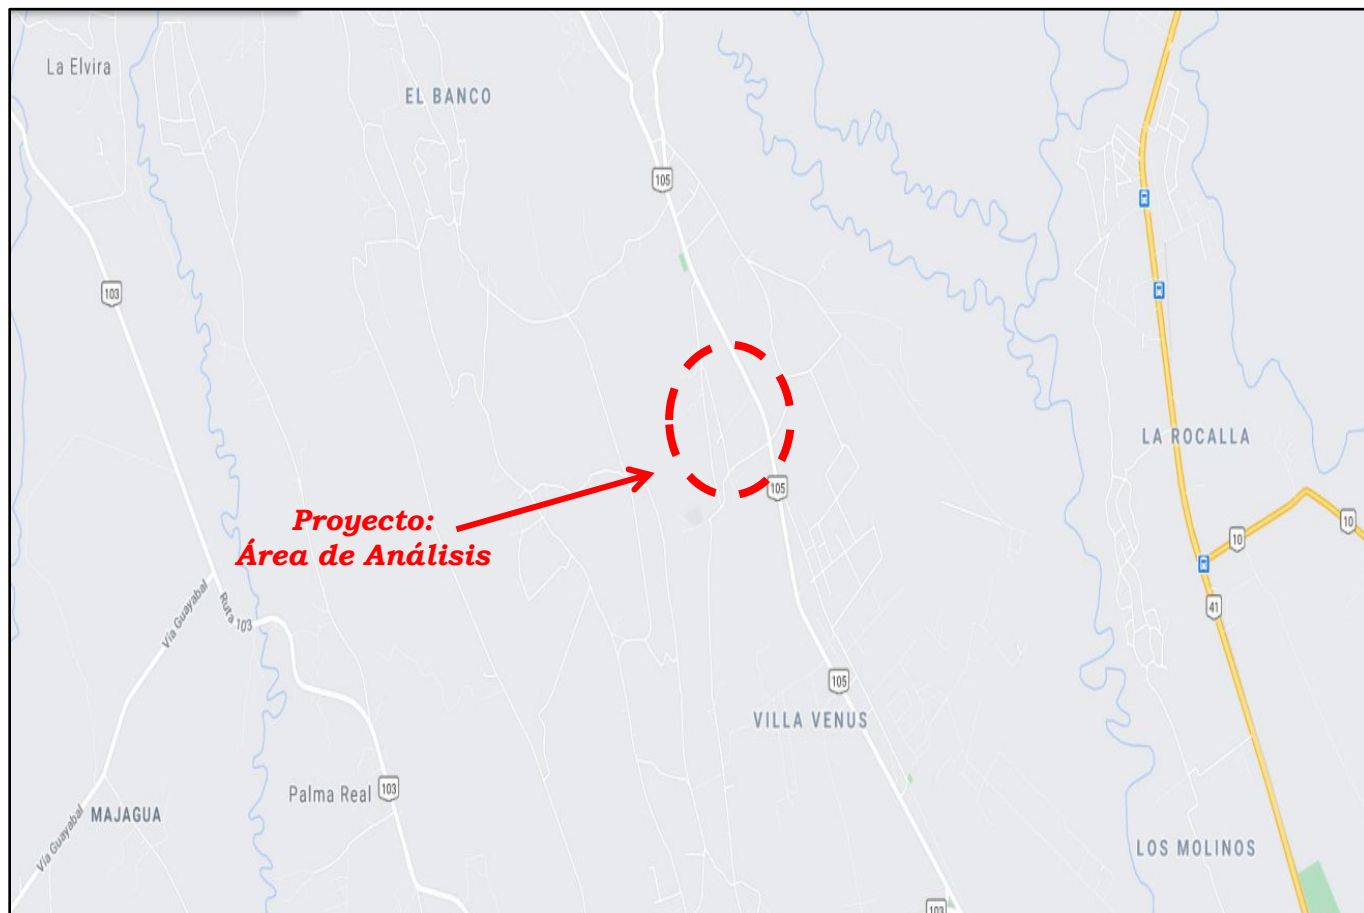 La Elvira
EL BANCO
105
103
LA ROCALLA
105
10
10
Proyecto:
Área de Análisis
Vía Guayabal
Ruta 103
41
105
VILLA VENUS
Palma Real
103
MAJAGUA
Vía Guayabal
LOS MOLINOS
103